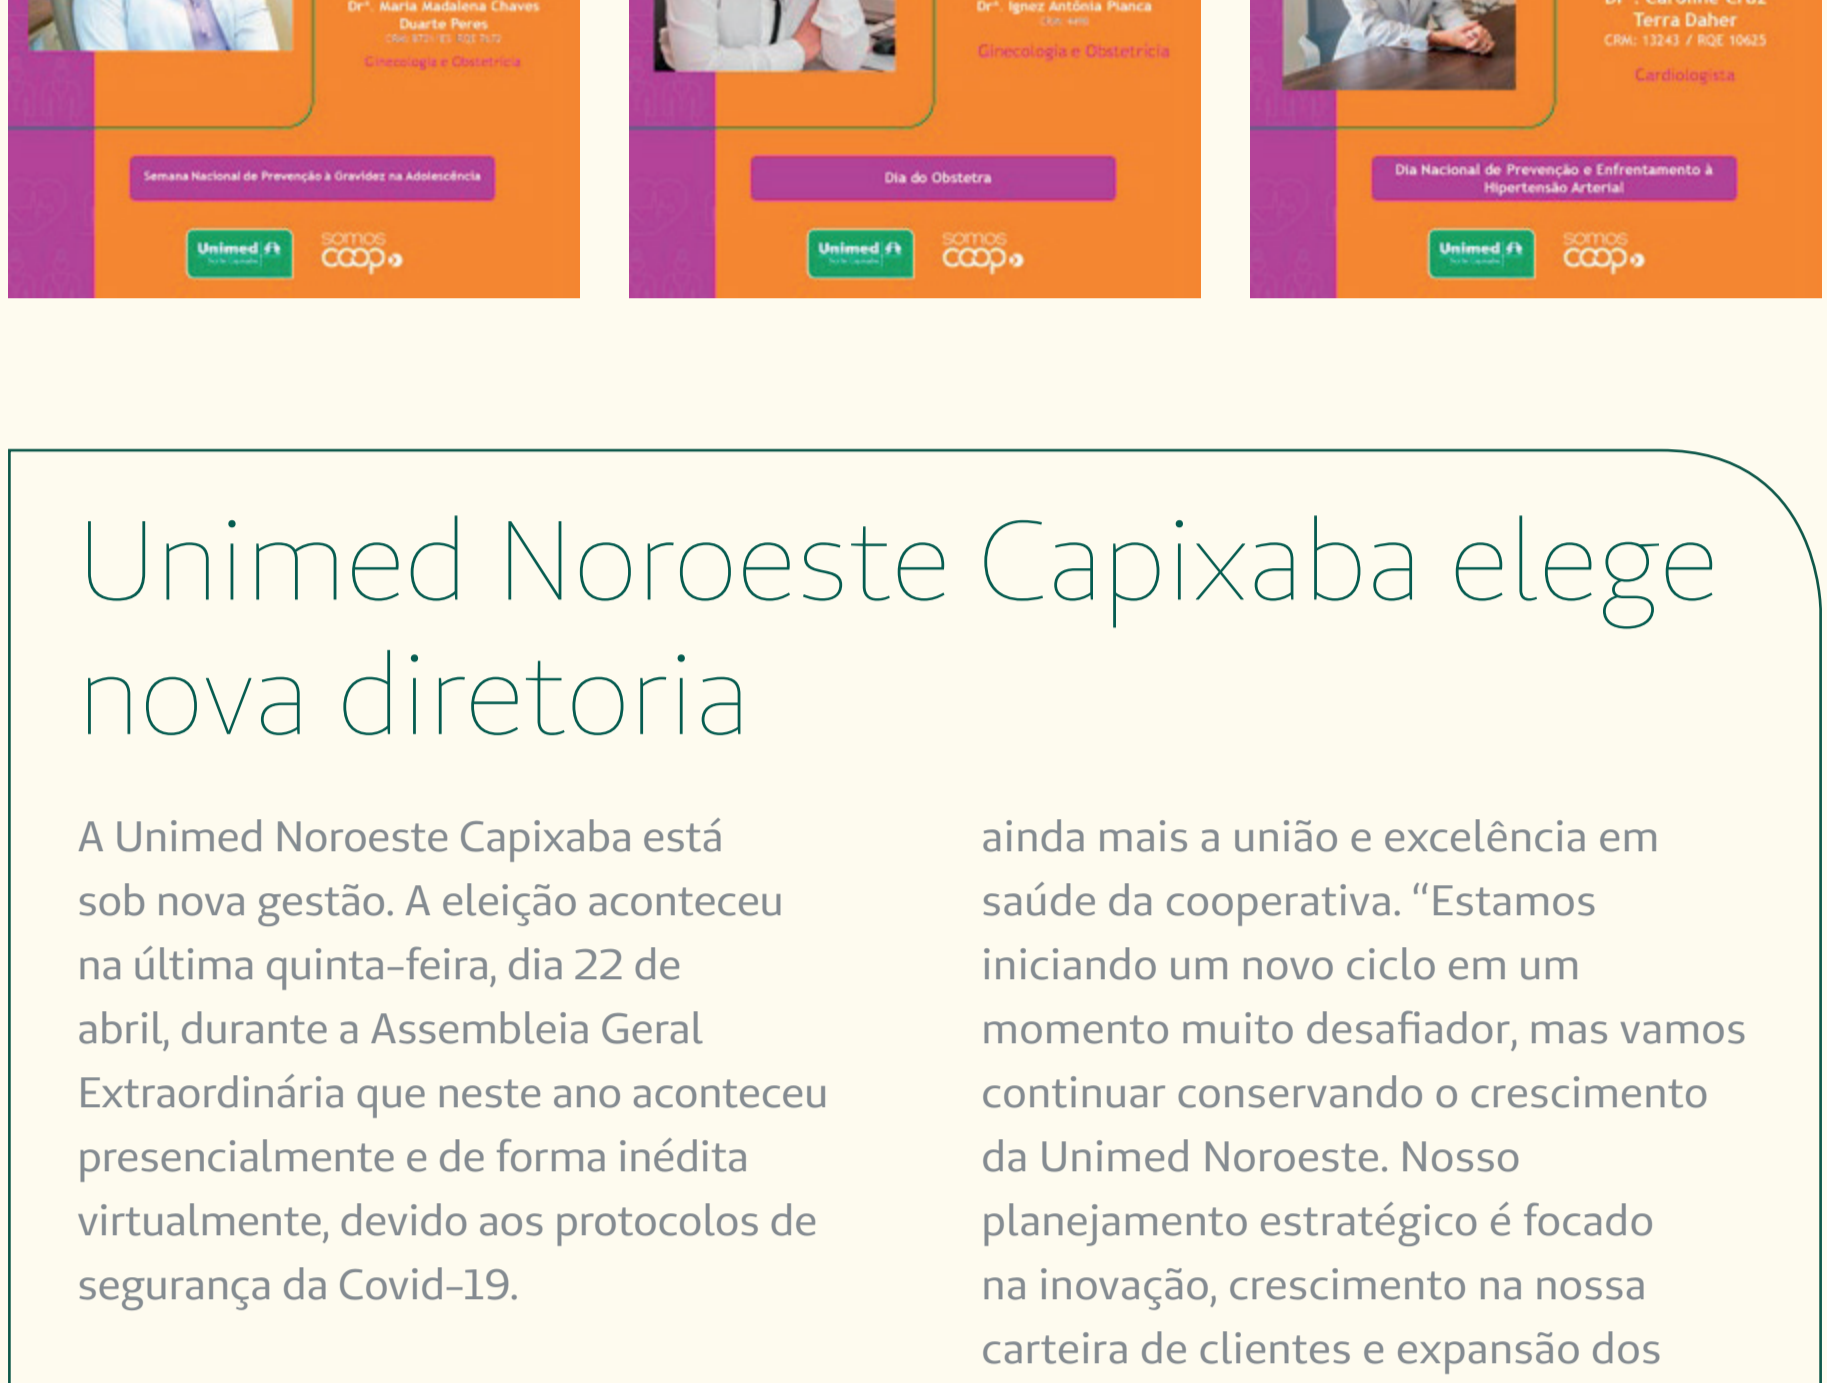 Drª. Maria Madalena Chaves
Duarte Peres
Ginecologia e Obstetrícia
Semana Nacional de Prevenção à Gravidez na Adolescência
Unimed
somos
coop
Drª. Ignez Antônia Pianca
Ginecologia e Obstetrícia
Dia do Obstetra
Unimed
somos
coop
Terra Daher
CRM: 13243 / RQE 10625
Cardiologista
Dia Nacional de Prevenção e Enfrentamento à
Hipertensão Arterial
Unimed
somos
coop
Unimed Noroeste Capixaba elege
nova diretoria
A Unimed Noroeste Capixaba está
sob nova gestão. A eleição aconteceu
na última quinta-feira, dia 22 de
abril, durante a Assembleia Geral
Extraordinária que neste ano aconteceu
presencialmente e de forma inédita
virtualmente, devido aos protocolos de
segurança da Covid-19.
ainda mais a união e excelência em
saúde da cooperativa. “Estamos
iniciando um novo ciclo em um
momento muito desafiador, mas vamos
continuar conservando o crescimento
da Unimed Noroeste. Nosso
planejamento estratégico é focado
na inovação, crescimento na nossa
carteira de clientes e expansão dos